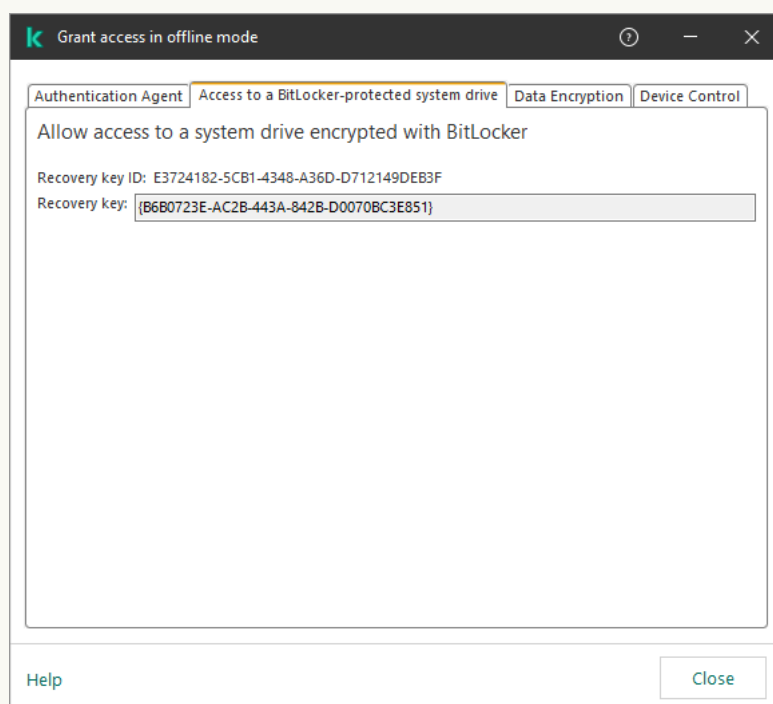 Grant access in offline mode
Authentication Agent Access to a BitLocker-protected system drive Data Encryption Device Control
Allow access to a system drive encrypted with BitLocker
Recovery key ID: E3724182-5CB1-4348-A36D-D712149DEB3F
Recovery key: {B6B0723E-AC2B-443A-842B-D0070BC3E851}
Help Close